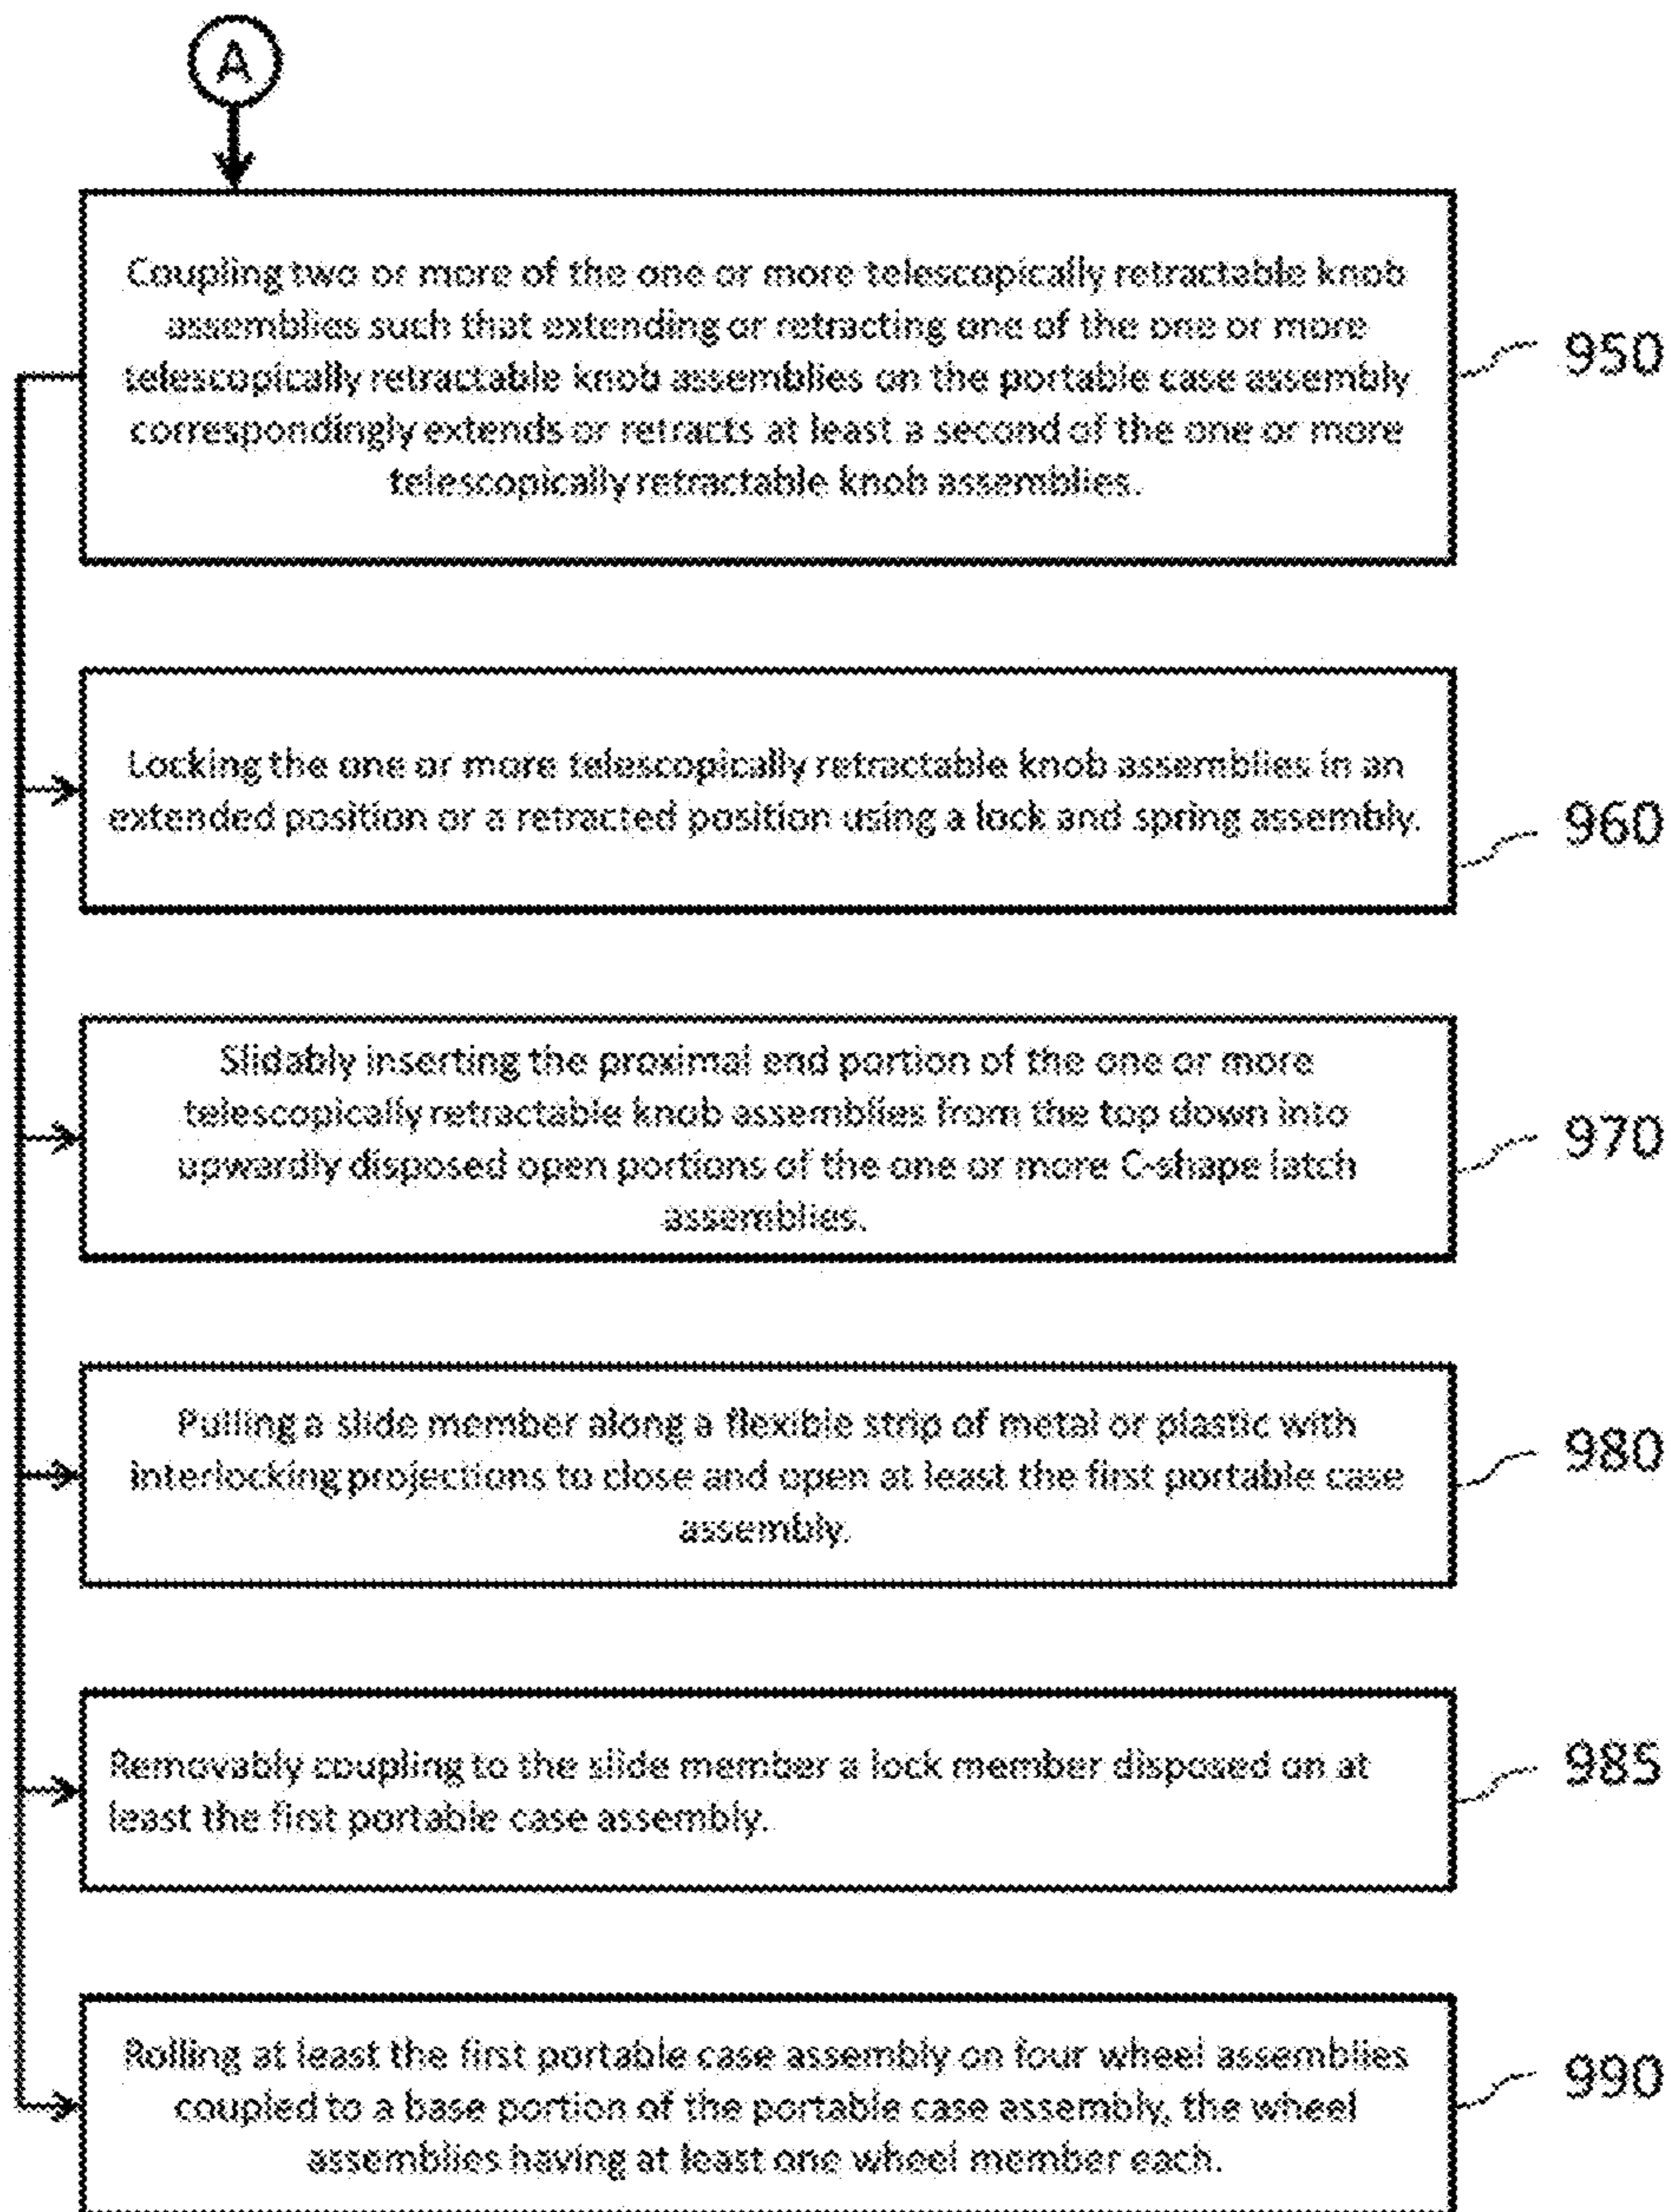 A
Coupling two or more of the one or more telescopically retractable knob
assemblies such that extending or retracting one of the one or more
telescopically retractable knob assemblies on the portable case assembly
correspondingly extends or retracts at least a second of the one or more
telescopically retractable knob assemblies.
950
Locking the one or more telescopically retractable knob assemblies in an
extended position or a retracted position using a lock and spring assembly.
960
Slidably inserting the proximal end portion of the one or more
telescopically retractable knob assemblies from the top down into
upwardly disposed open portions of the one or more C-shape latch
assemblies.
970
Pulling a slide member along a flexible strip of metal or plastic with
interlocking projections to close and open at least the first portable case
assembly.
980
Removably coupling to the slide member a lock member disposed on at
least the first portable case assembly.
985
Rolling at least the first portable case assembly on four wheel assemblies
coupled to a base portion of the portable case assembly, the wheel
assemblies having at least one wheel member each.
990